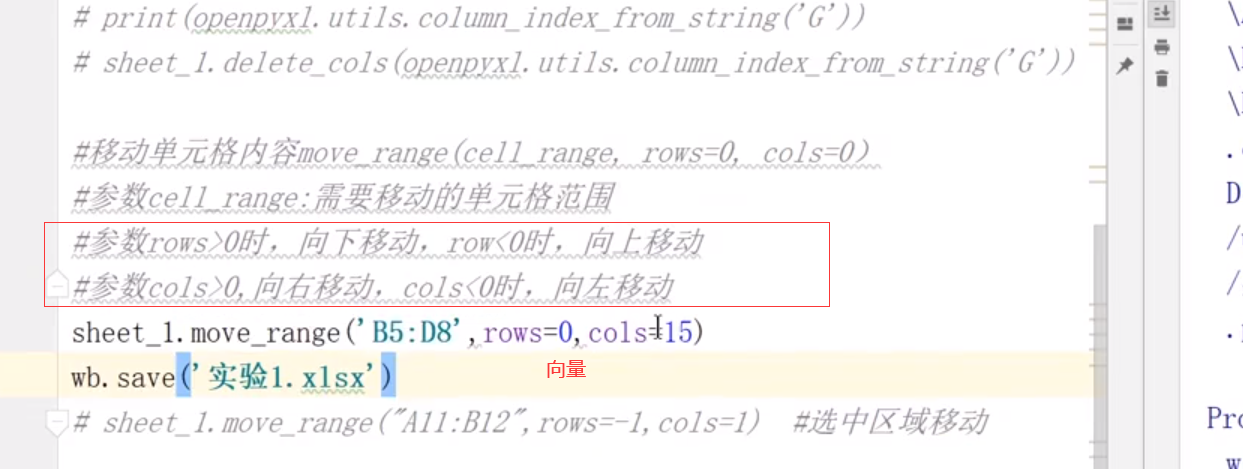 # print(openpyxl.utils.column_index_from_string('G'))
# sheet_1.delete_cols(openpyxl.utils.column_index_from_string('G'))
#移动单元格内容move_range(cell_range, rows=0, cols=0)
#参数cell_range:需要移动的单元格范围
#参数rows>0时，向下移动，row<0时，向上移动
#参数cols>0,向右移动，cols<0时，向左移动
sheet_1.move_range('B5:D8',rows=0,cols=15)
wb.save('实验1.xlsx')
向量
# sheet_1.move_range("A11:B12",rows=-1,cols=1) #选中区域移动